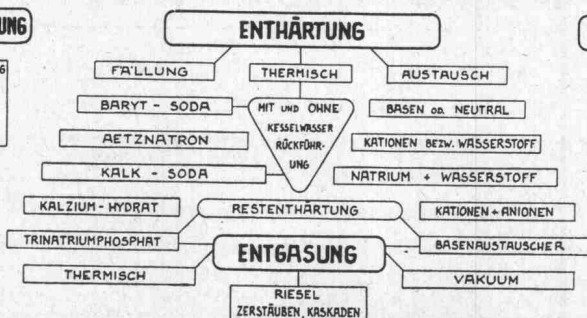 UNG
ENTHÄRTUNG
FÄLLUNG
THERMISCH
AUSTAUSCH
BARYT - SODA
MIT UND OHNE
KESSELWASSER
RÜCKFÜHR-
UNG
BASEN OD. NEUTRAL
AETZNATRON
KATIONEN BEZW. WASSERSTOFF
KALK - SODA
NATRIUM + WASSERSTOFF
KALZIUM-HYDRAT
RESTENTHÄRTUNG
KATIONEN + ANIONEN
TRINATRIUMPHOSPHAT
ENTGASUNG
BASENAUSTAUSCHER
THERMISCH
VAKUUM
RIESEL
ZERSTÄUBEN, KASKADEN